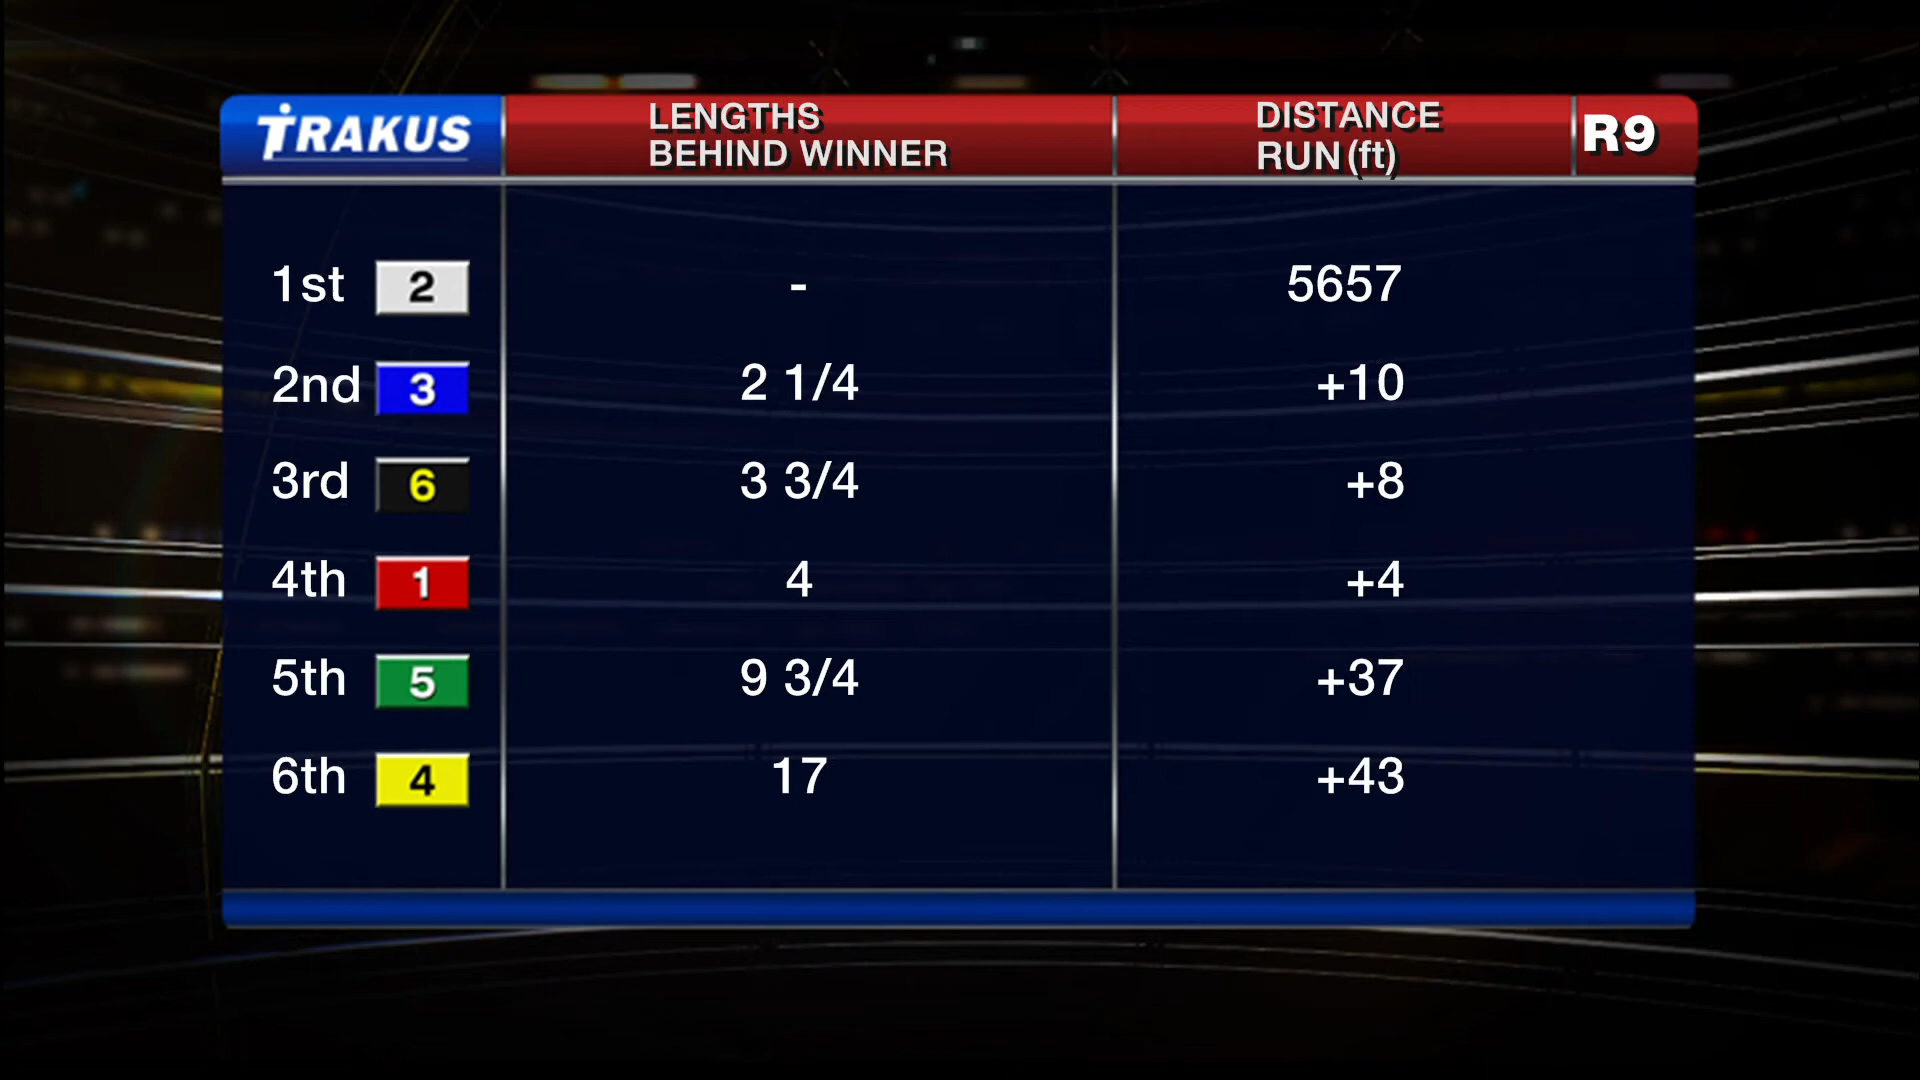 TRAKUS
LENGTHS
BEHIND WINNER
DISTANCE
RUN (ft)
R9
1st 2 - 5657
2nd 3 2 1/4 +10
3rd 6 3 3/4 +8
4th 1 4 +4
5th 5 9 3/4 +37
6th 4 17 +43